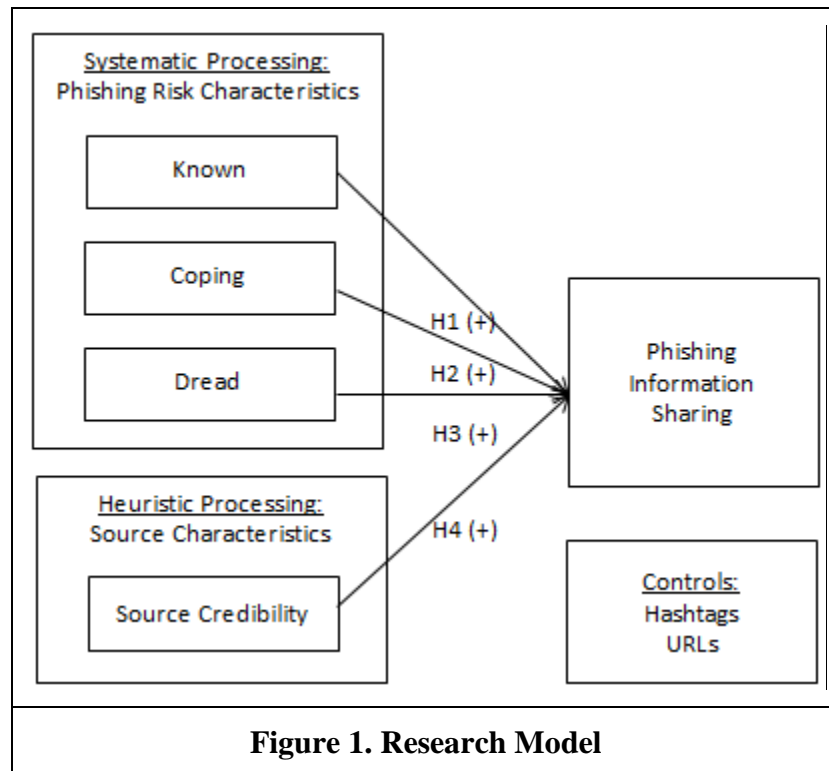 Systematic Processing:
Phishing Risk Characteristics
Known
Coping
Dread
H1 (+)
H2 (+)
H3 (+)
H4 (+)
Phishing
Information
Sharing
Heuristic Processing:
Source Characteristics
Source Credibility
Controls:
Hashtags
URLs
Figure 1. Research Model